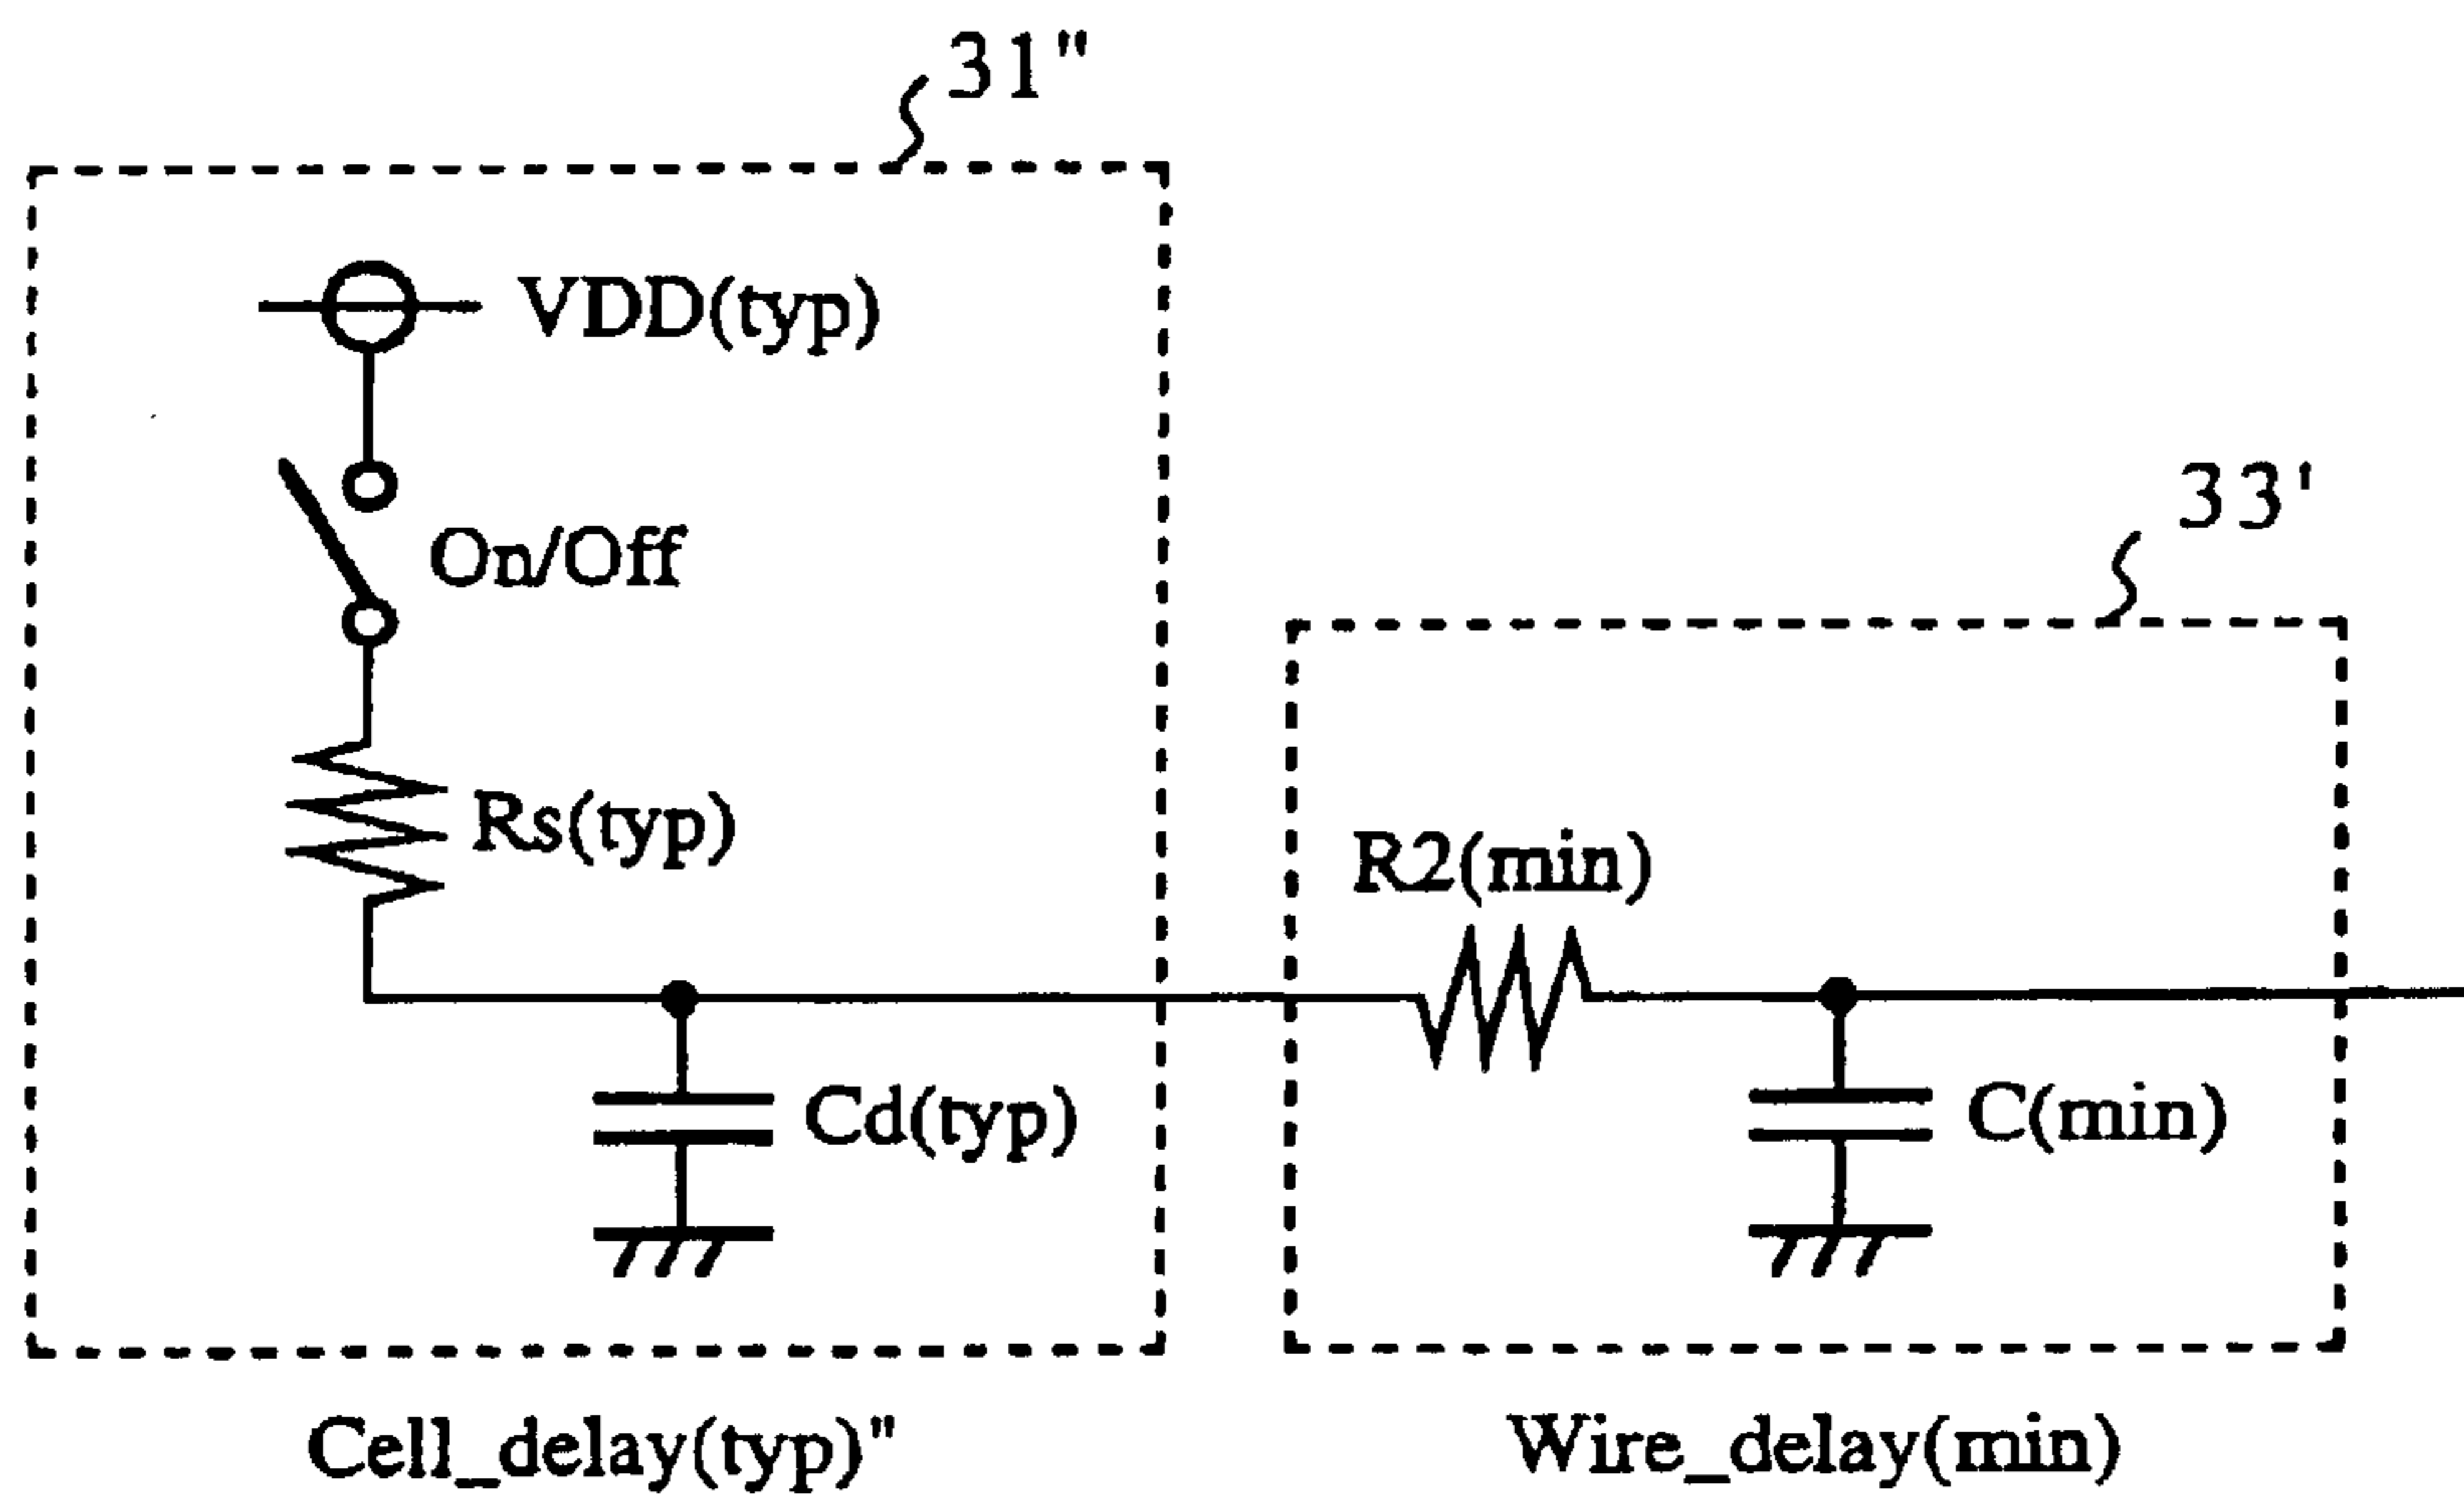 31"
VDD(typ)
On/Off
33'
Rs(typ)
R2(min)
Cd(typ)
C(min)
Cell_delay(typ)"
Wire_delay(min)